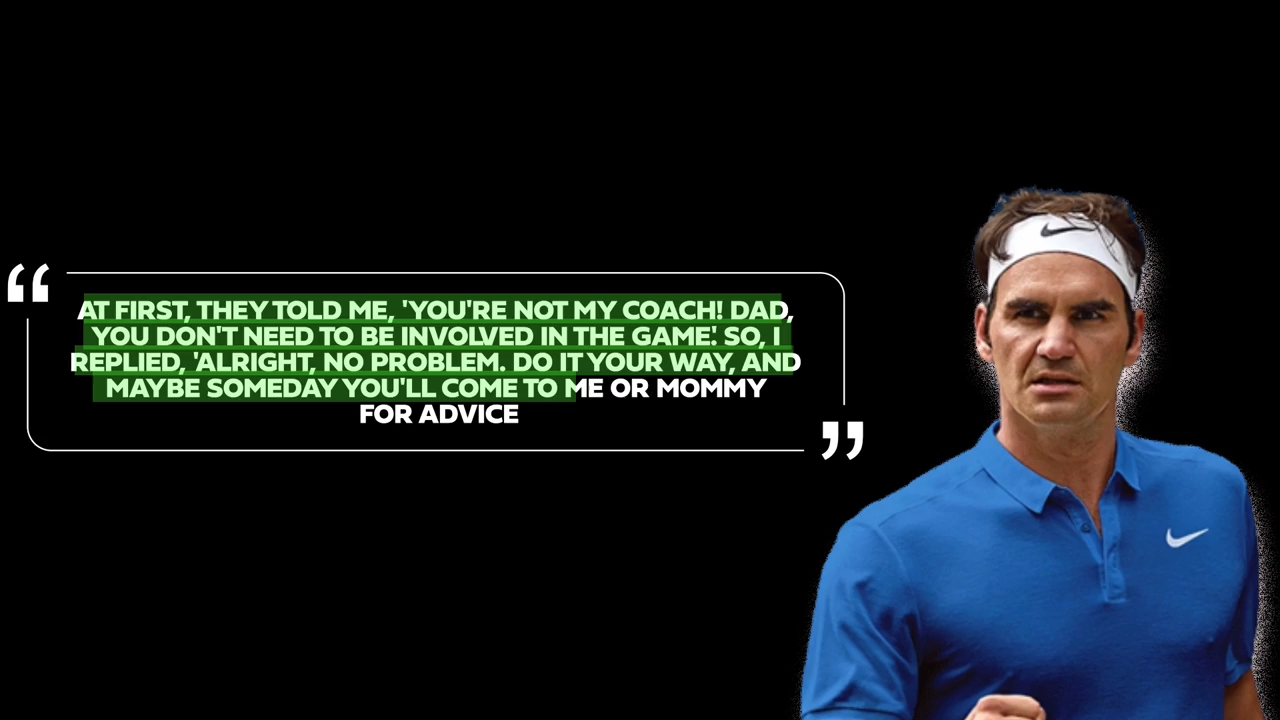 “
AT FIRST, THEY TOLD ME, 'YOU'RE NOT MY COACH! DAD,
YOU DON'T NEED TO BE INVOLVED IN THE GAME'. SO, I
REPLIED, 'ALRIGHT, NO PROBLEM. DO IT YOUR WAY, AND
MAYBE SOMEDAY YOU'LL COME TO ME OR MOMMY
FOR ADVICE
”